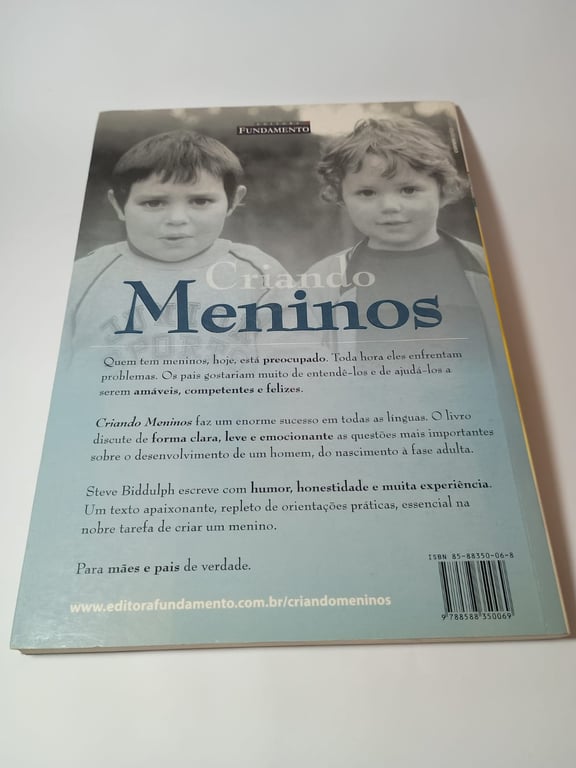 EDITORA
FUNDAMENTO
Criando
Meninos
Quem tem meninos, hoje, está preocupado. Toda hora eles enfrentam
problemas. Os pais gostariam muito de entendê-los e de ajudá-los a
serem amáveis, competentes e felizes.
Criando Meninos faz um enorme sucesso em todas as línguas. O livro
discute de forma clara, leve e emocionante as questões mais importantes
sobre o desenvolvimento de um homem, do nascimento à fase adulta.
Steve Biddulph escreve com humor, honestidade e muita experiência.
Um texto apaixonante, repleto de orientações práticas, essencial na
nobre tarefa de criar um menino.
Para mães e pais de verdade.
www.editorafundamento.com.br/criandomeninos
ISBN 85-88350-06-8
9 788588 350069